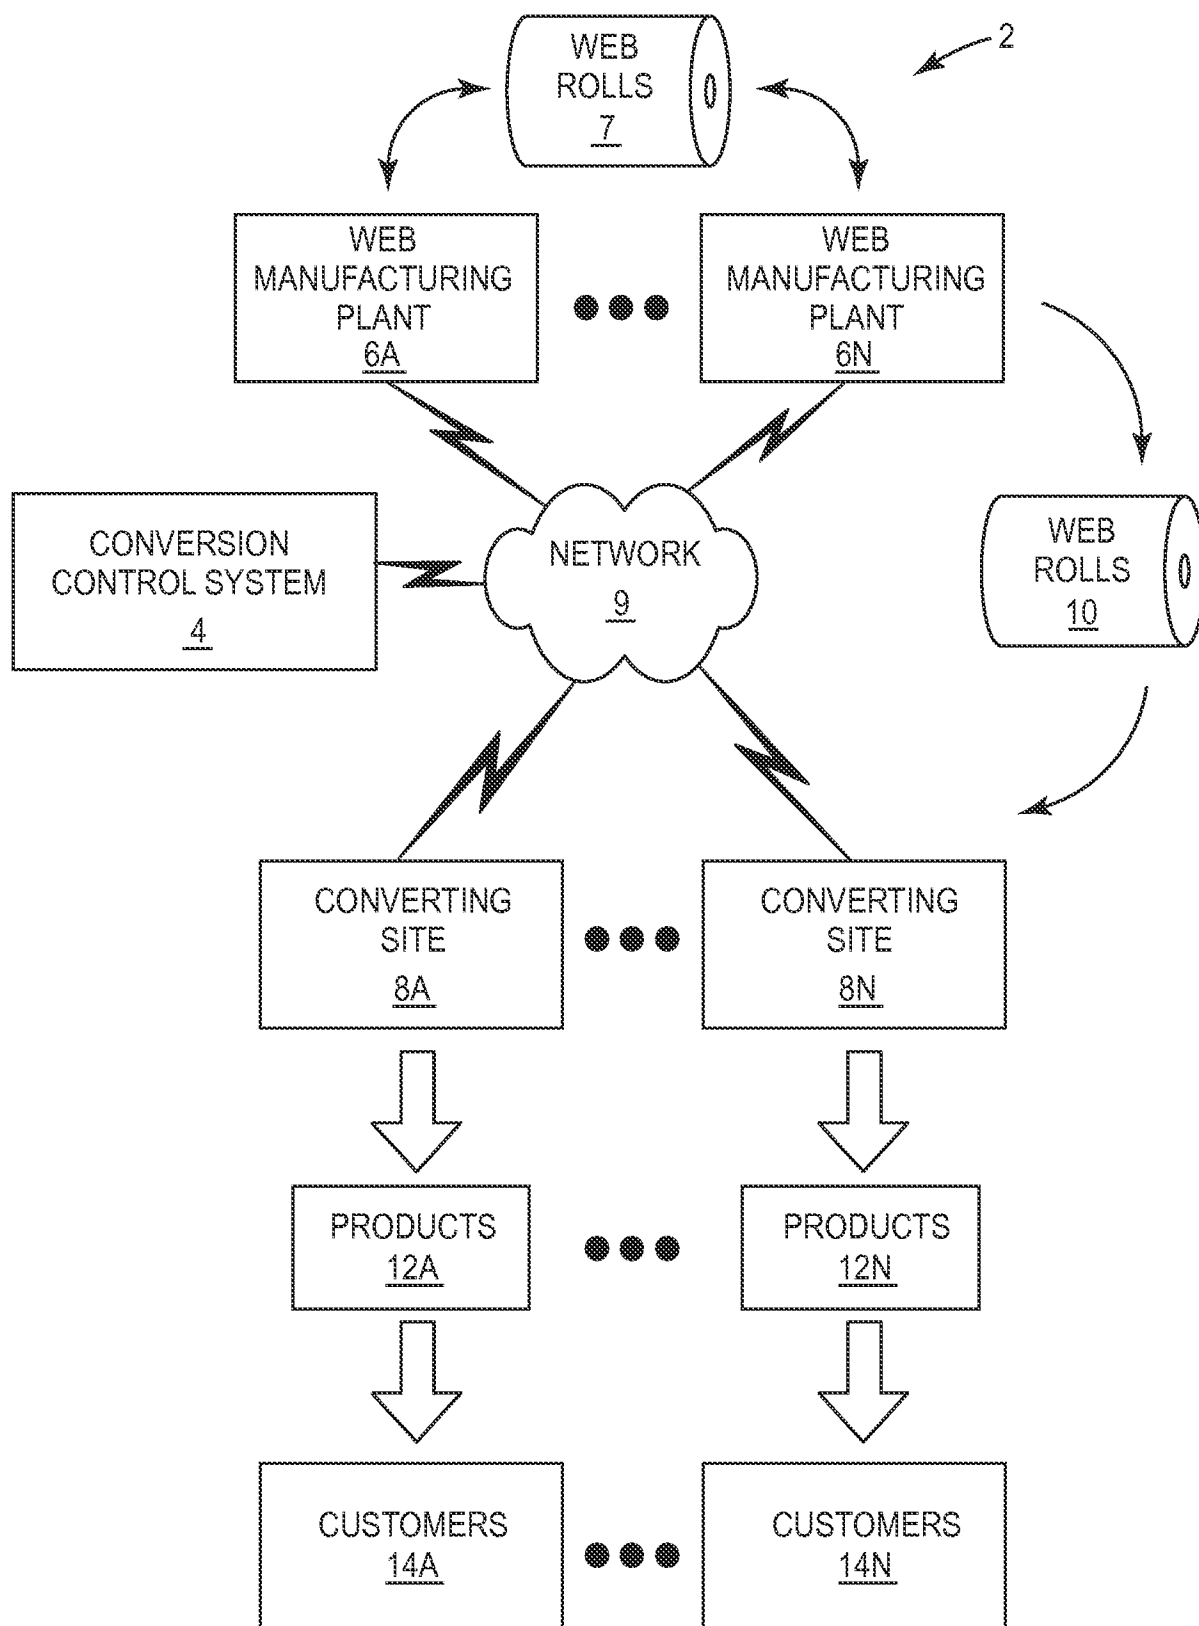 2
WEB
ROLLS
7
WEB
MANUFACTURING
PLANT
6A
WEB
MANUFACTURING
PLANT
6N
CONVERSION
CONTROL SYSTEM
4
NETWORK
9
WEB
ROLLS
10
CONVERTING
SITE
8A
CONVERTING
SITE
8N
PRODUCTS
12A
PRODUCTS
12N
CUSTOMERS
14A
CUSTOMERS
14N